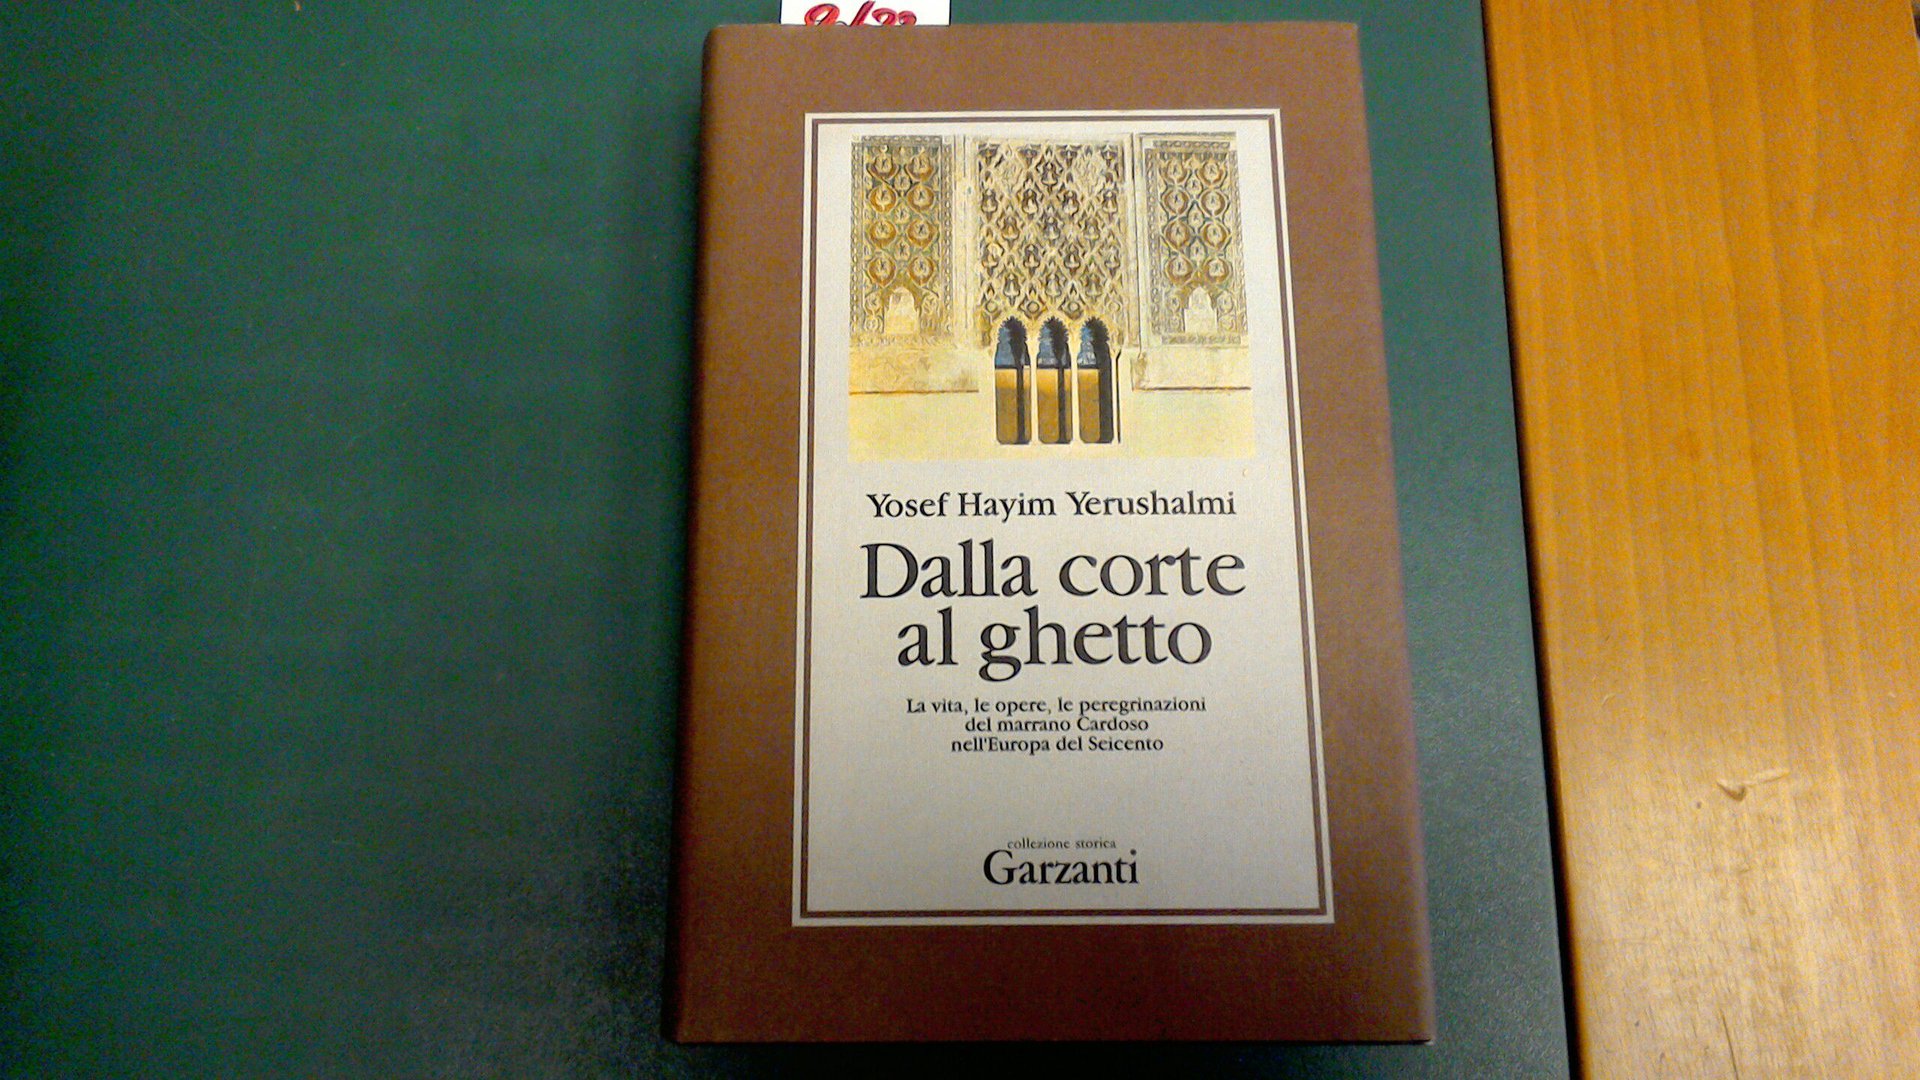 Yosef Hayim Yerushalmi
Dalla corte
al ghetto
La vita, le opere, le peregrinazioni
del marrano Cardoso
nell'Europa del Seicento
collezione storica
Garzanti